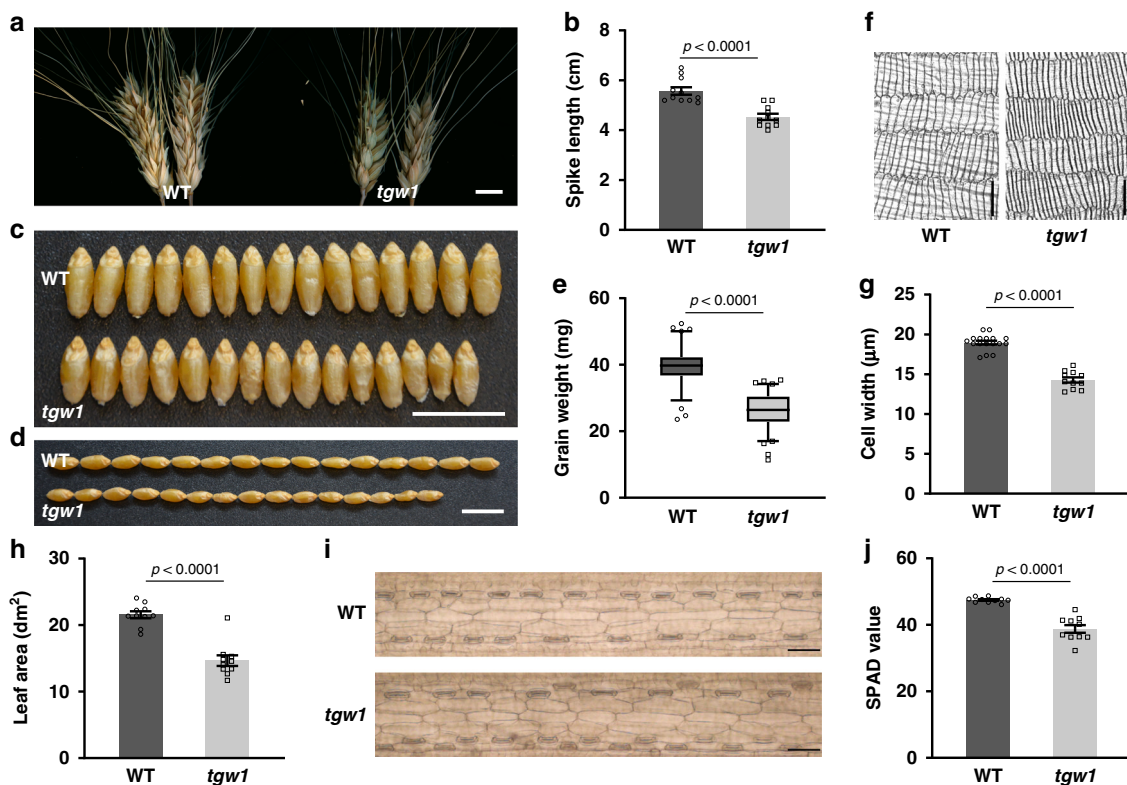 a
WT
tgw1
b
Spike length (cm)
8
6
4
2
0
p < 0.0001
WT
tgw1
f
WT
tgw1
c
WT
tgw1
d
WT
tgw1
e
Grain weight (mg)
60
40
20
0
p < 0.0001
WT
tgw1
g
Cell width (μm)
25
20
15
10
5
0
p < 0.0001
WT
tgw1
h
Leaf area (dm²)
30
20
10
0
p < 0.0001
WT
tgw1
i
WT
tgw1
j
SPAD value
60
40
20
0
p < 0.0001
WT
tgw1